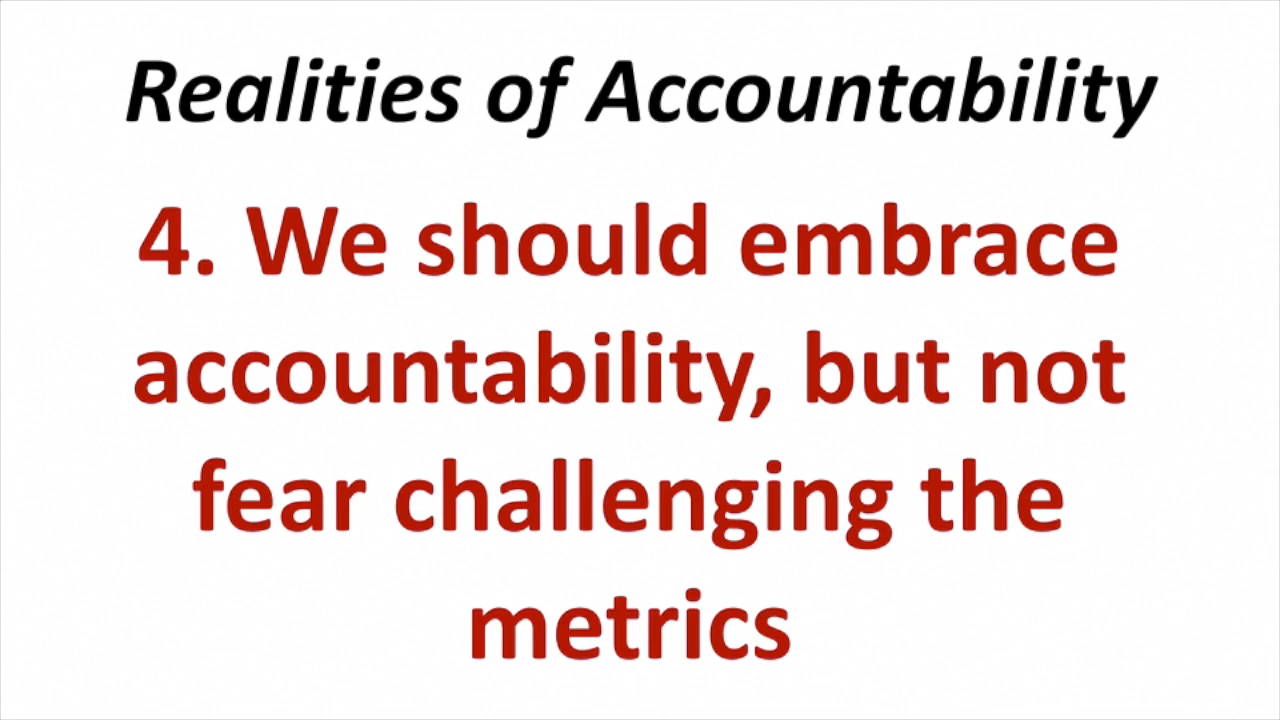 Realities of Accountability
4. We should embrace
accountability, but not
fear challenging the
metrics